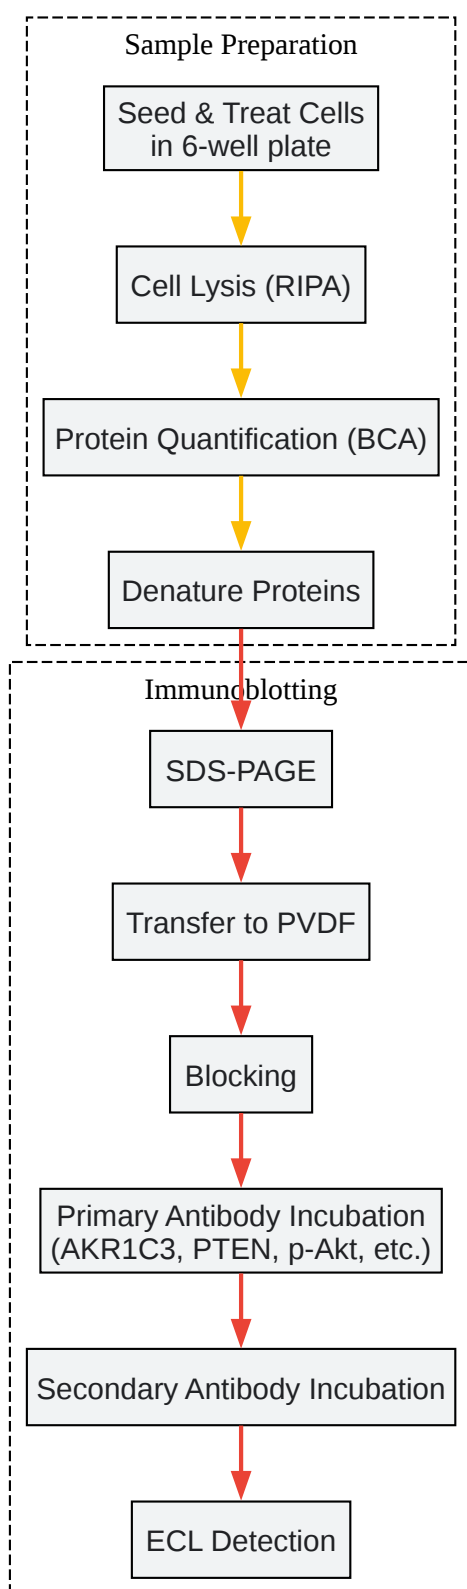 Sample Preparation
Seed & Treat Cells
in 6-well plate
Cell Lysis (RIPA)
Protein Quantification (BCA)
Denature Proteins
Immunoblotting
SDS-PAGE
Transfer to PVDF
Blocking
Primary Antibody Incubation
(AKR1C3, PTEN, p-Akt, etc.)
Secondary Antibody Incubation
ECL Detection